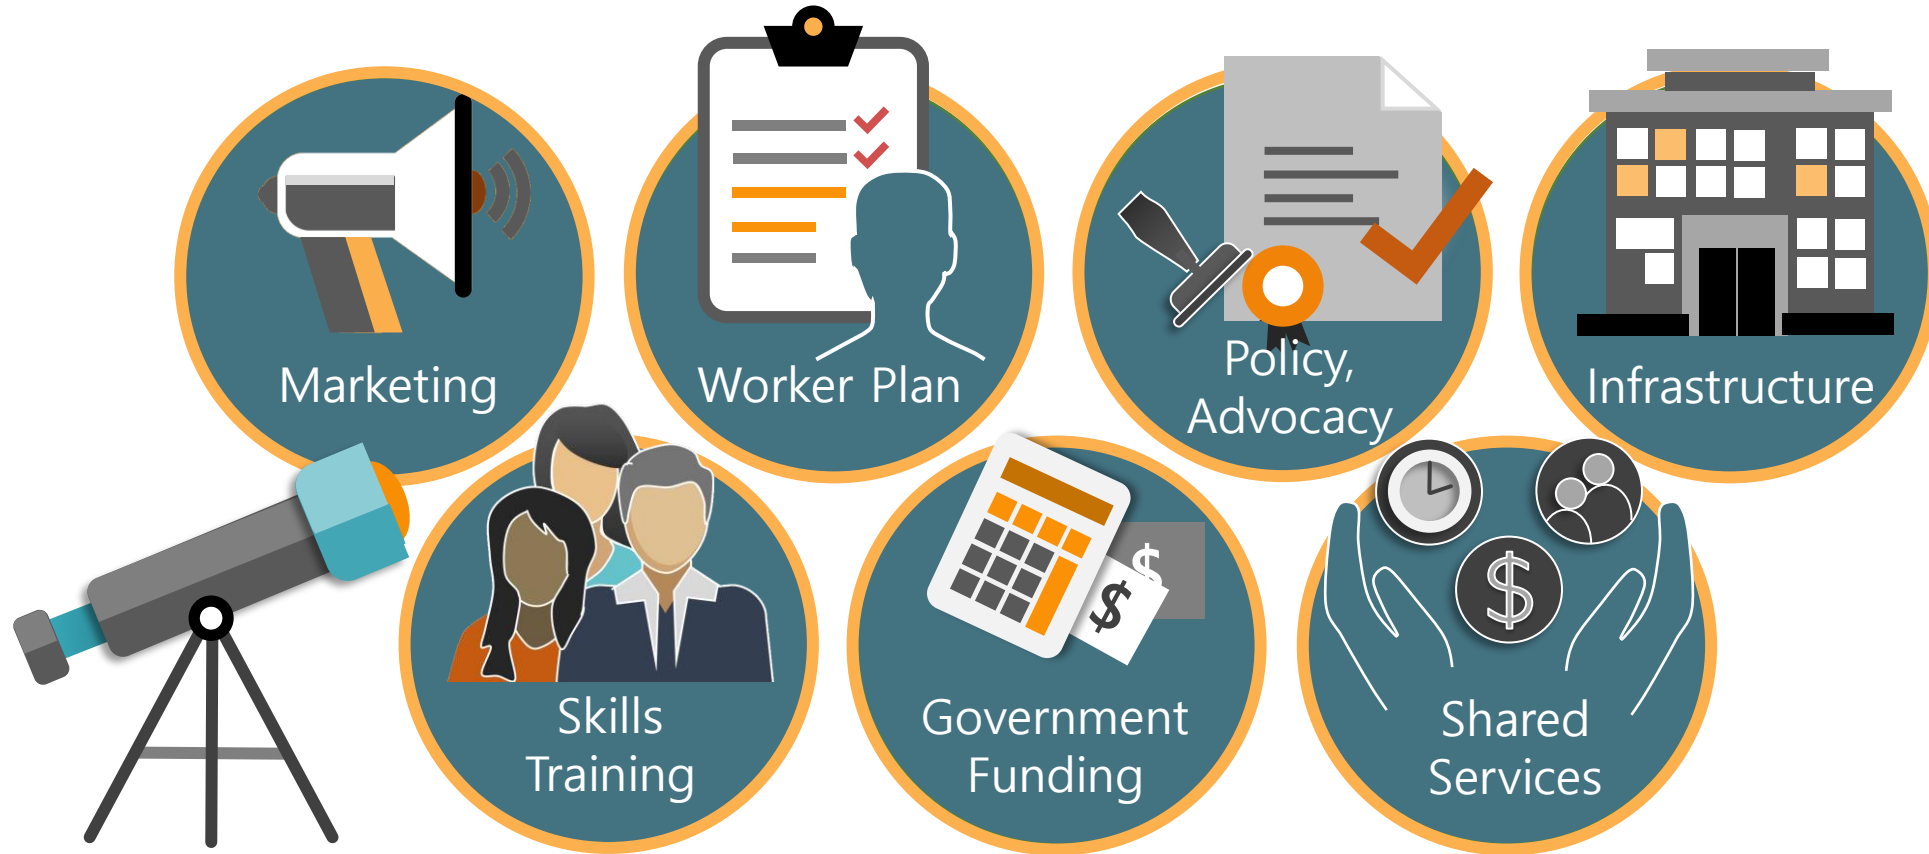 Marketing
Worker Plan
Policy,
Advocacy
Infrastructure
$
$
$
Skills
Training
Government
Funding
Shared
Services